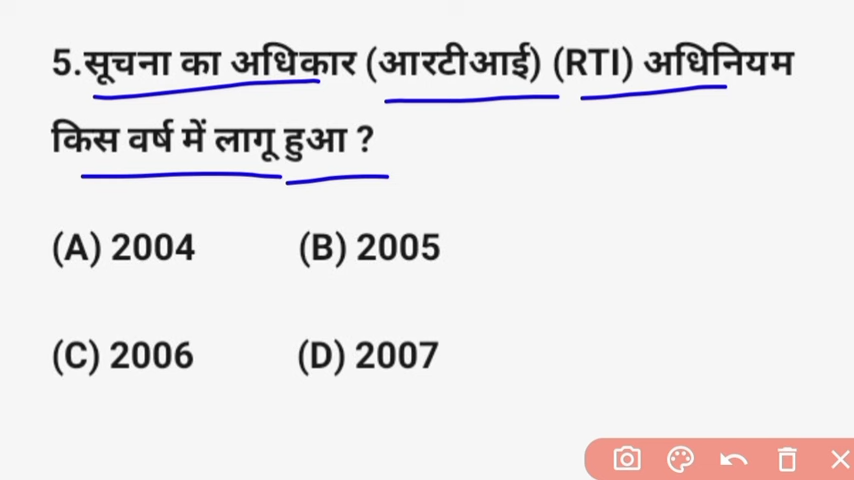 5.सूचना का अधिकार (आरटीआई) (RTI) अधिनियम
किस वर्ष में लागू हुआ ?
(A) 2004 (B) 2005
(C) 2006 (D) 2007